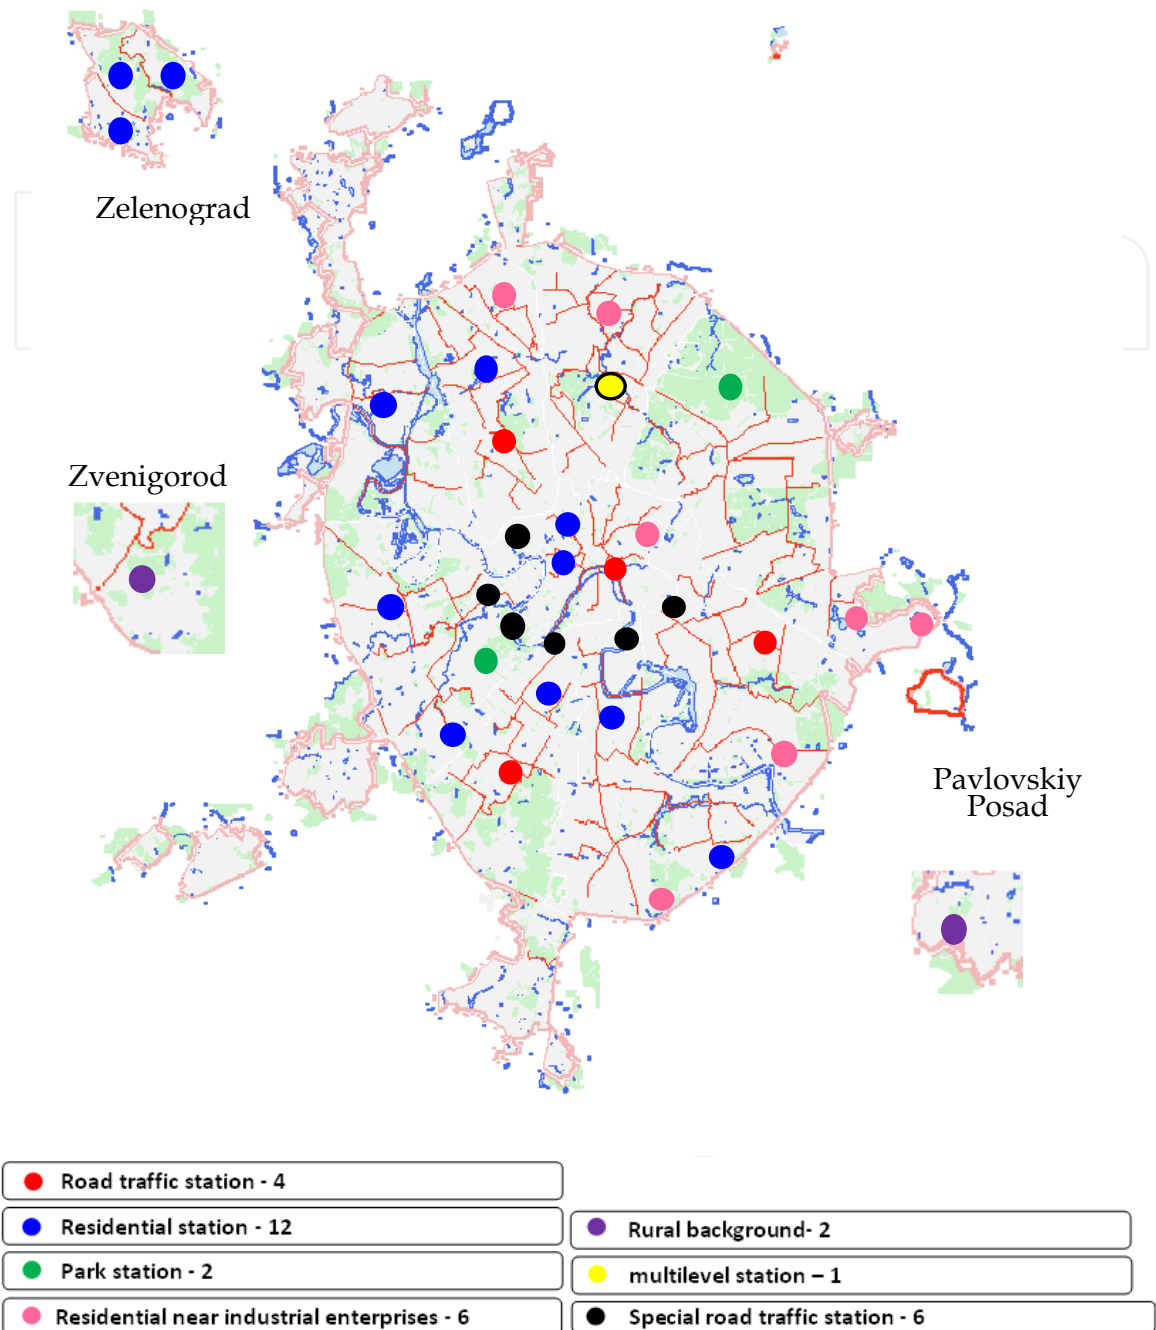 Zelenograd
Zvenigorod
Pavlovskiy
Posad
Road traffic station - 4
Residential station - 12
Park station - 2
Residential near industrial enterprises - 6
Rural background- 2
multilevel station – 1
Special road traffic station - 6